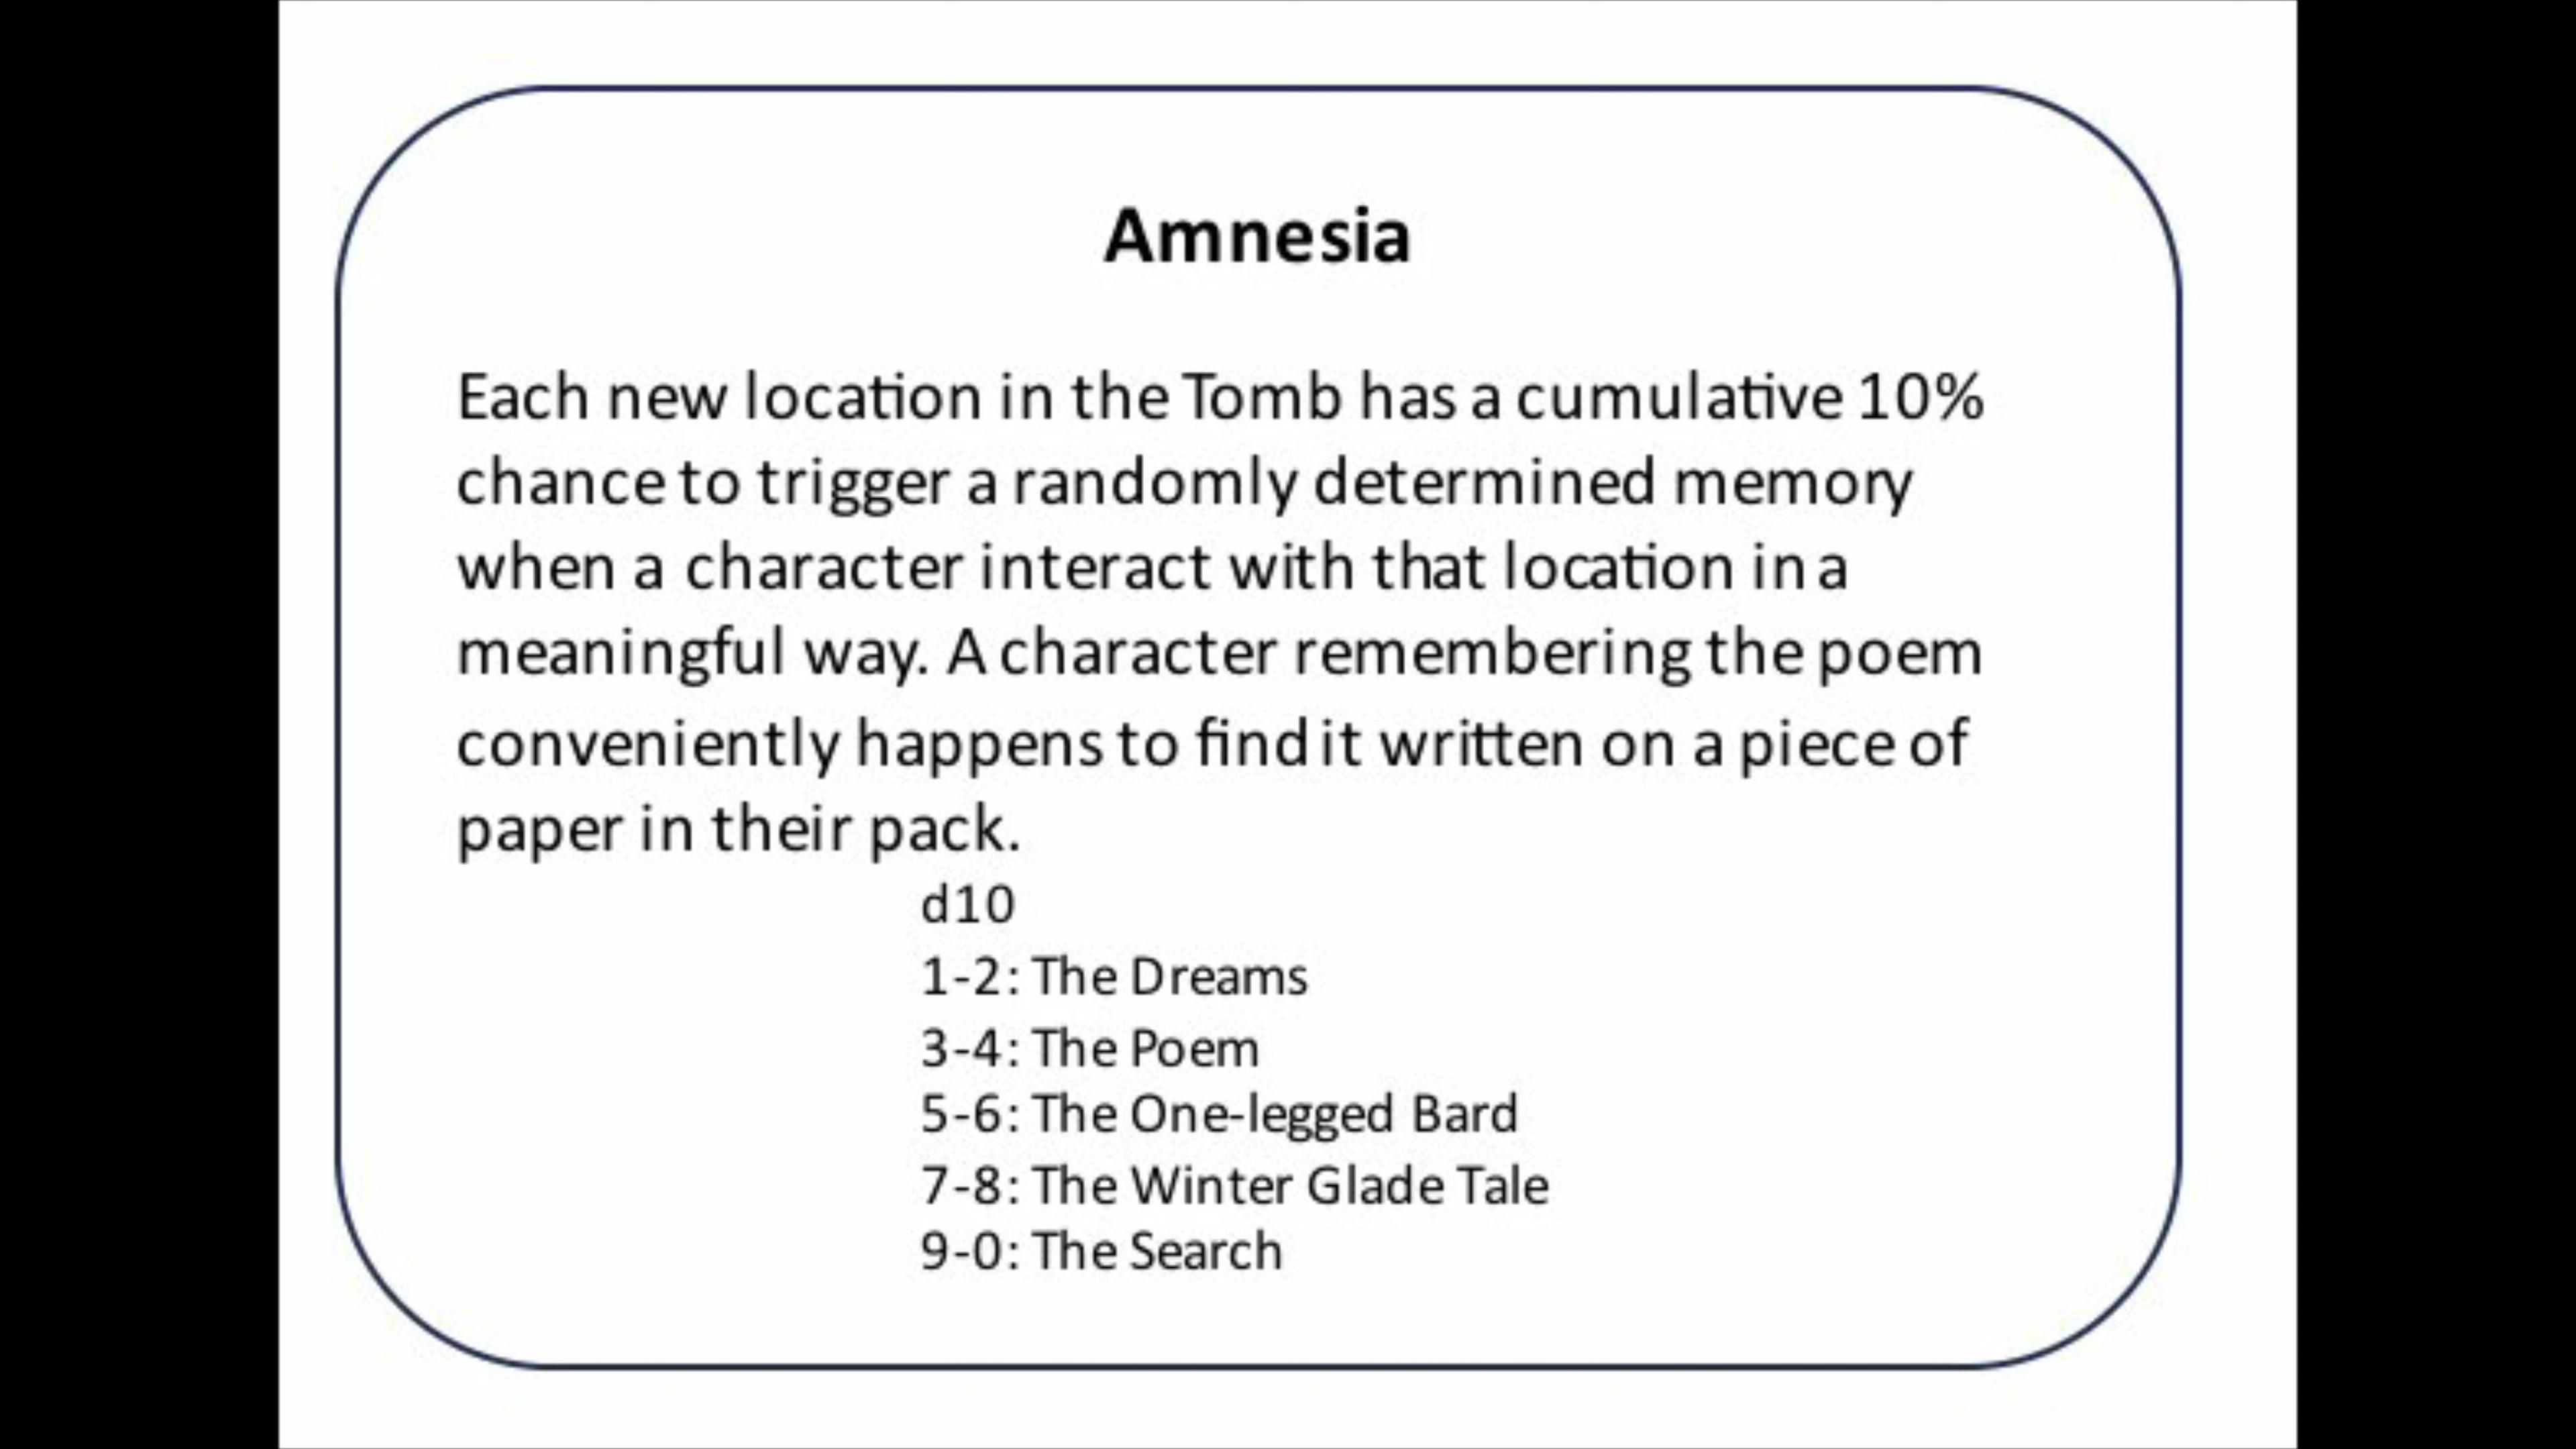 Amnesia
Each new location in the Tomb has a cumulative 10%
chance to trigger a randomly determined memory
when a character interact with that location in a
meaningful way. A character remembering the poem
conveniently happens to find it written on a piece of
paper in their pack.
d10
1-2: The Dreams
3-4: The Poem
5-6: The One-legged Bard
7-8: The Winter Glade Tale
9-0: The Search